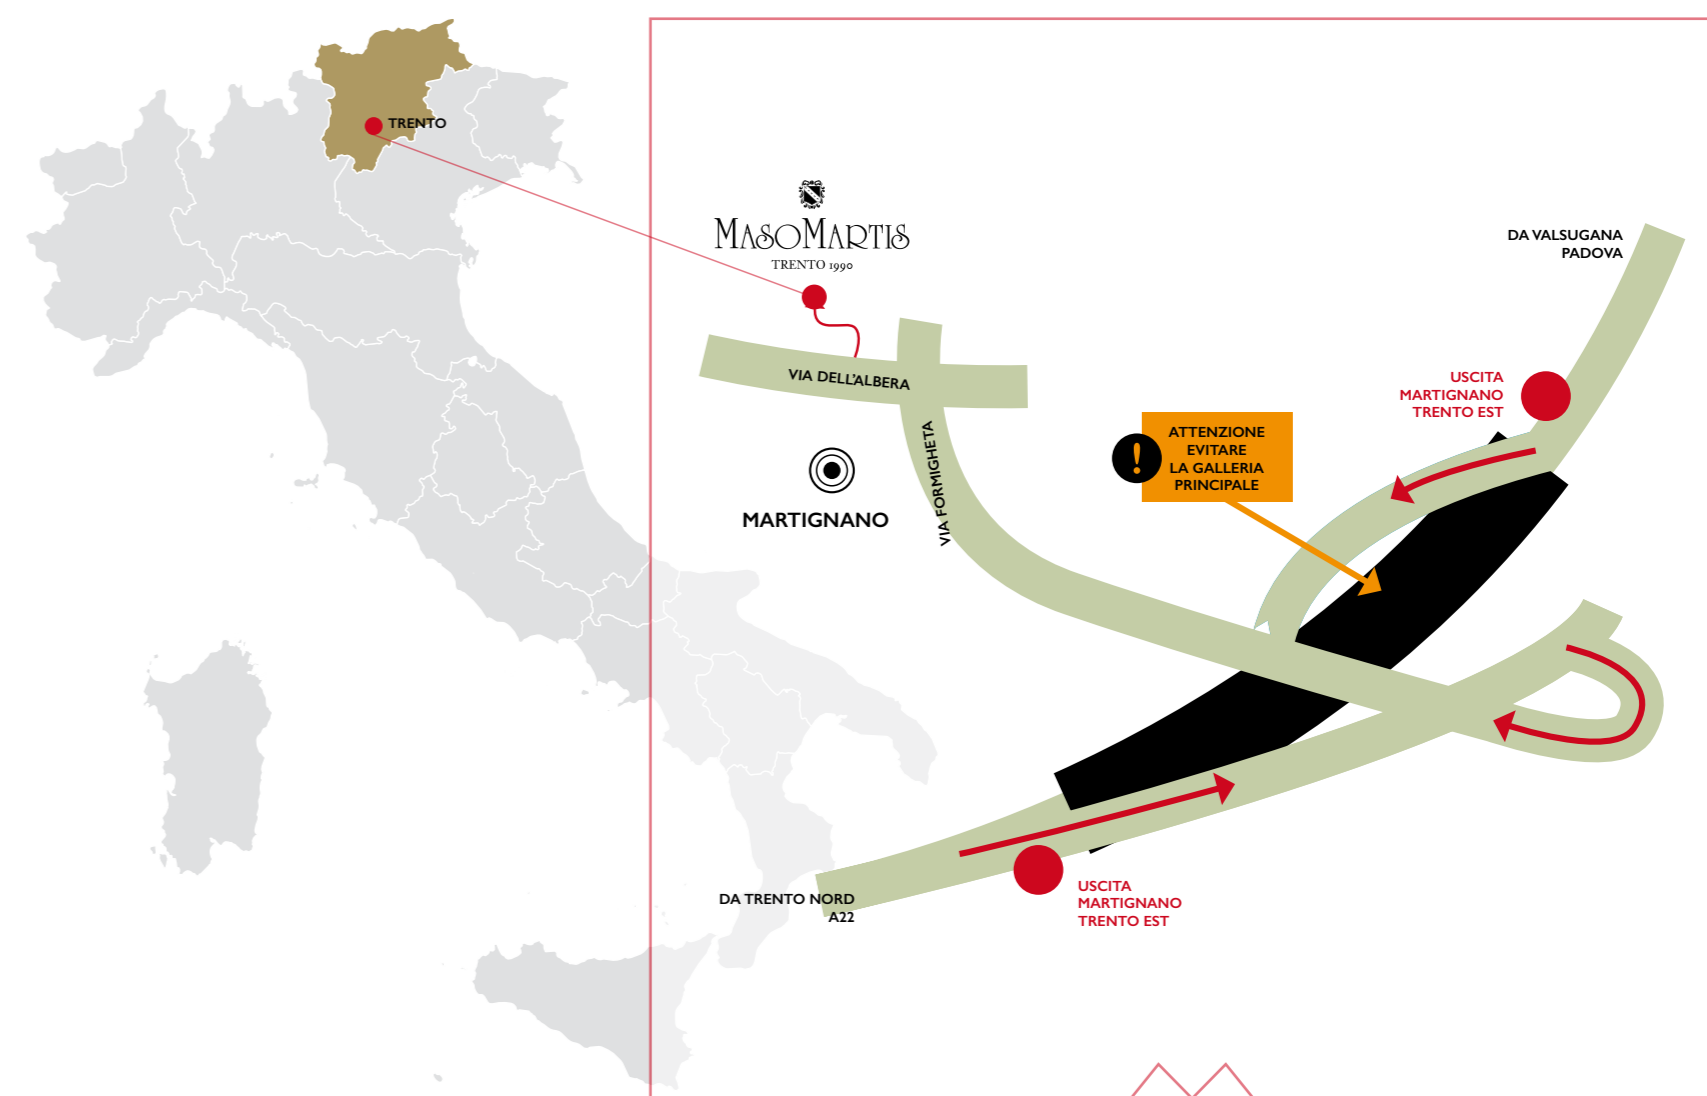 TRENTO
MASOMARTIS
TRENTO 1990
DA VALSUGANA
PADOVA
VIA DELL'ALBERA
USCITA
MARTIGNANO
TRENTO EST
ATTENZIONE
EVITARE
LA GALLERIA
PRINCIPALE
!
VIA FORMIGHETA
MARTIGNANO
DA TRENTO NORD
A22
USCITA
MARTIGNANO
TRENTO EST